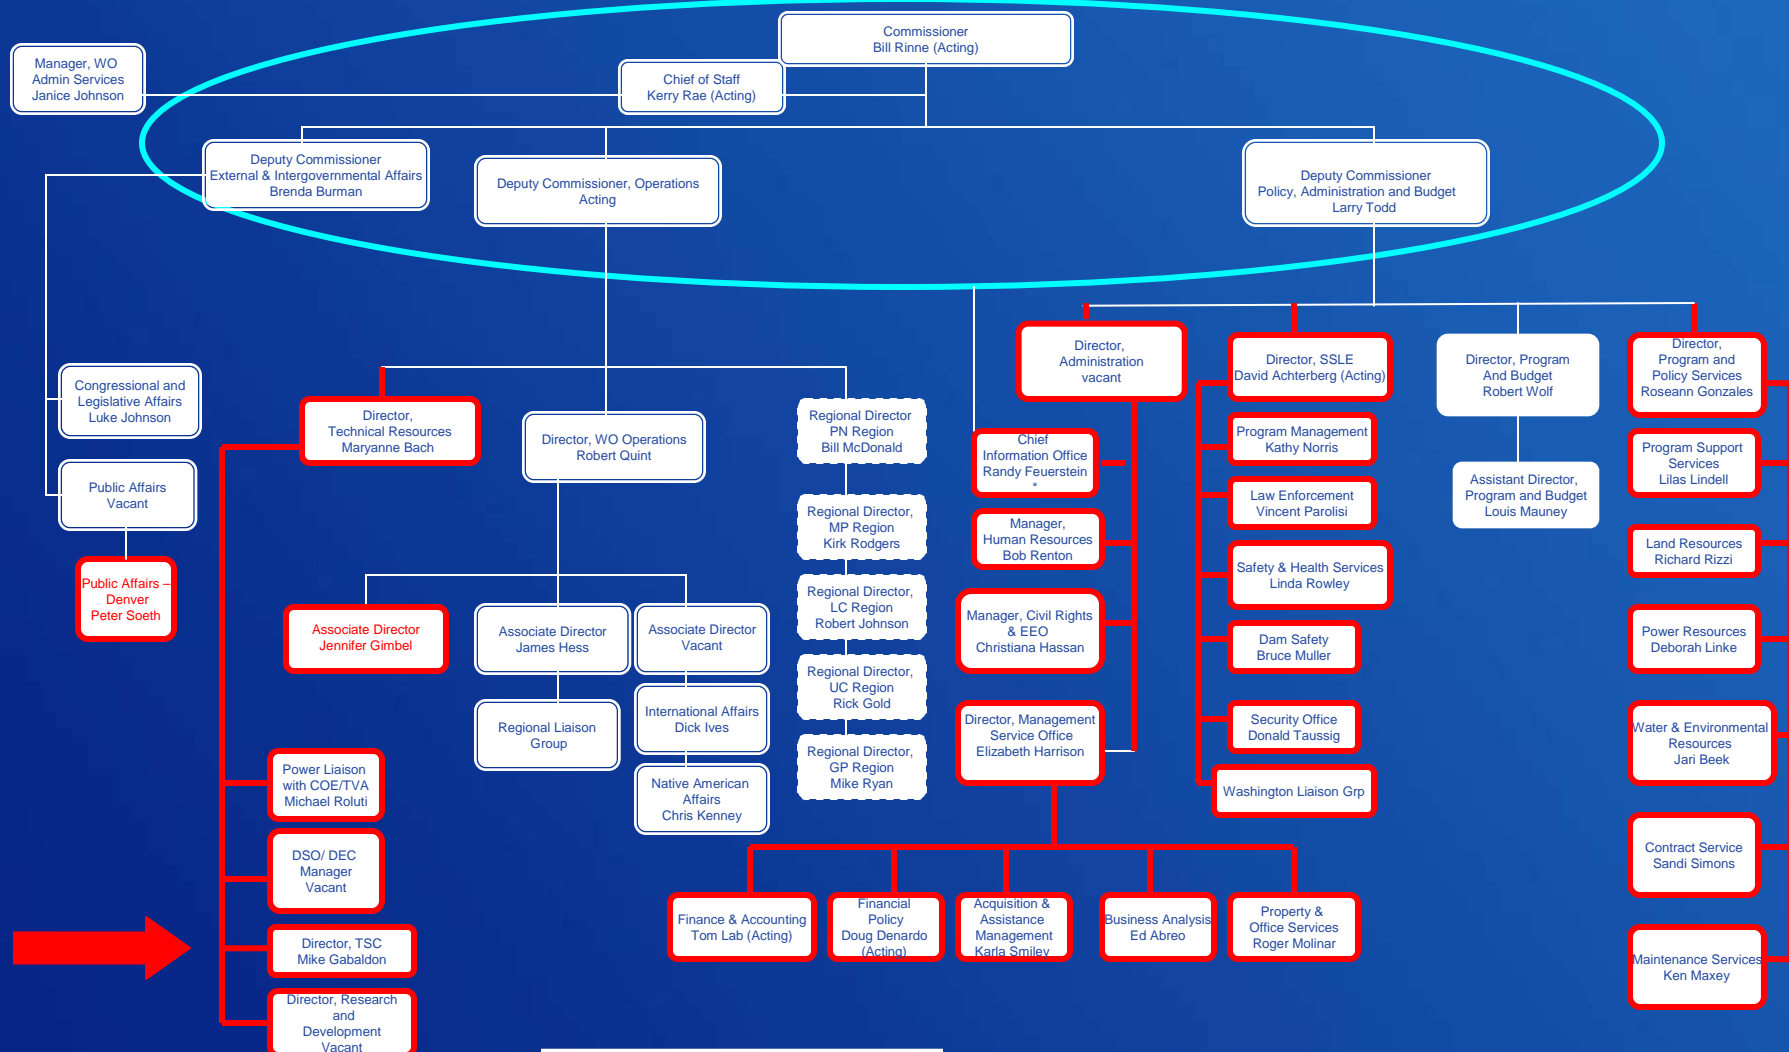 Commissioner
Bill Rinne (Acting)
Manager, WO
Admin Services
Janice Johnson
Chief of Staff
Kerry Rae (Acting)
Deputy Commissioner
External & Intergovernmental Affairs
Brenda Burman
Deputy Commissioner, Operations
Acting
Deputy Commissioner
Policy, Administration and Budget
Larry Todd
Congressional and
Legislative Affairs
Luke Johnson
Public Affairs
Vacant
Public Affairs –
Denver
Peter Soeth
Director,
Technical Resources
Maryanne Bach
Director, WO Operations
Robert Quint
Associate Director
Jennifer Gimbel
Associate Director
James Hess
Associate Director
Vacant
Regional Liaison
Group
International Affairs
Dick Ives
Native American
Affairs
Chris Kenney
Regional Director
PN Region
Bill McDonald
Regional Director,
MP Region
Kirk Rodgers
Regional Director,
LC Region
Robert Johnson
Regional Director,
UC Region
Rick Gold
Regional Director,
GP Region
Mike Ryan
Power Liaison
with COE/TVA
Michael Roluti
DSO/ DEC
Manager
Vacant
Director, TSC
Mike Gabaldon
Director, Research
and
Development
Vacant
Director,
Administration
vacant
Chief
Information Office
Randy Feuerstein
*
Manager,
Human Resources
Bob Renton
Manager, Civil Rights
& EEO
Christiana Hassan
Director, Management
Service Office
Elizabeth Harrison
Finance & Accounting
Tom Lab (Acting)
Financial
Policy
Doug Denardo
(Acting)
Acquisition &
Assistance
Management
Karla Smiley
Business Analysis
Ed Abreo
Property &
Office Services
Roger Molinar
Director, SSLE
David Achterberg (Acting)
Program Management
Kathy Norris
Law Enforcement
Vincent Parolisi
Safety & Health Services
Linda Rowley
Dam Safety
Bruce Muller
Security Office
Donald Taussig
Washington Liaison Grp
Director, Program
And Budget
Robert Wolf
Assistant Director,
Program and Budget
Louis Mauney
Director,
Program and
Policy Services
Roseann Gonzales
Program Support
Services
Lilas Lindell
Land Resources
Richard Rizzi
Power Resources
Deborah Linke
Water & Environmental
Resources
Jari Beek
Contract Service
Sandi Simons
Maintenance Services
Ken Maxey